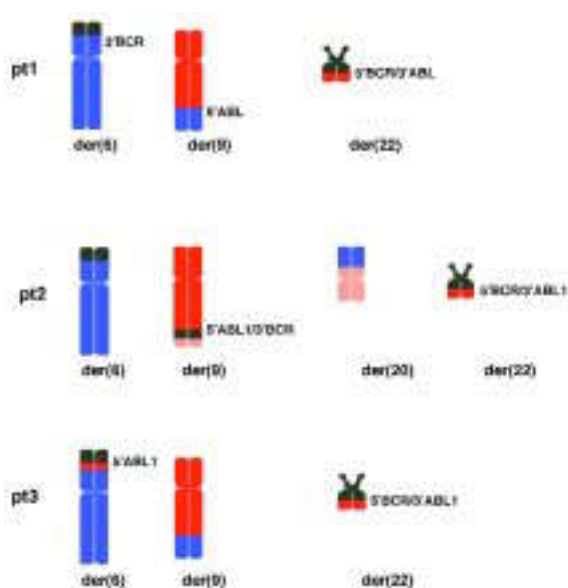 pt1
3'BCR
5'ABL
5'BCR/3'ABL
der(6) der(9) der(22)
pt2
5'ABL1/3'BCR
5'BCR/3'ABL1
der(6) der(9) der(20) der(22)
pt3
5'ABL1
5'BCR/3'ABL1
der(6) der(9) der(22)